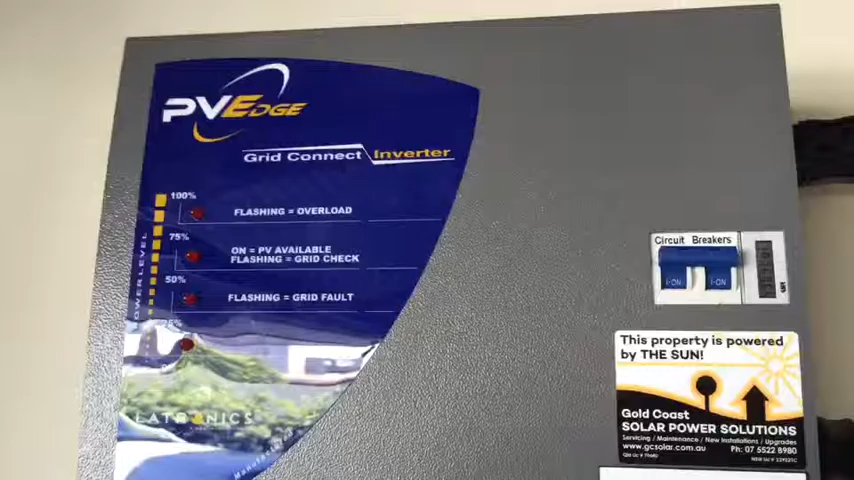 PVEDGE
Grid Connect Inverter
100%
FLASHING = OVERLOAD
75%
ON = PV AVAILABLE
FLASHING = GRID CHECK
50%
FLASHING = GRID FAULT
LATRONICS
Circuit Breakers
I-ON I-ON
This property is powered
by THE SUN!
Gold Coast
SOLAR POWER SOLUTIONS
Servicing / Maintenance / New Installations / Upgrades
www.gcsolar.com.au Ph: 07 5522 8980